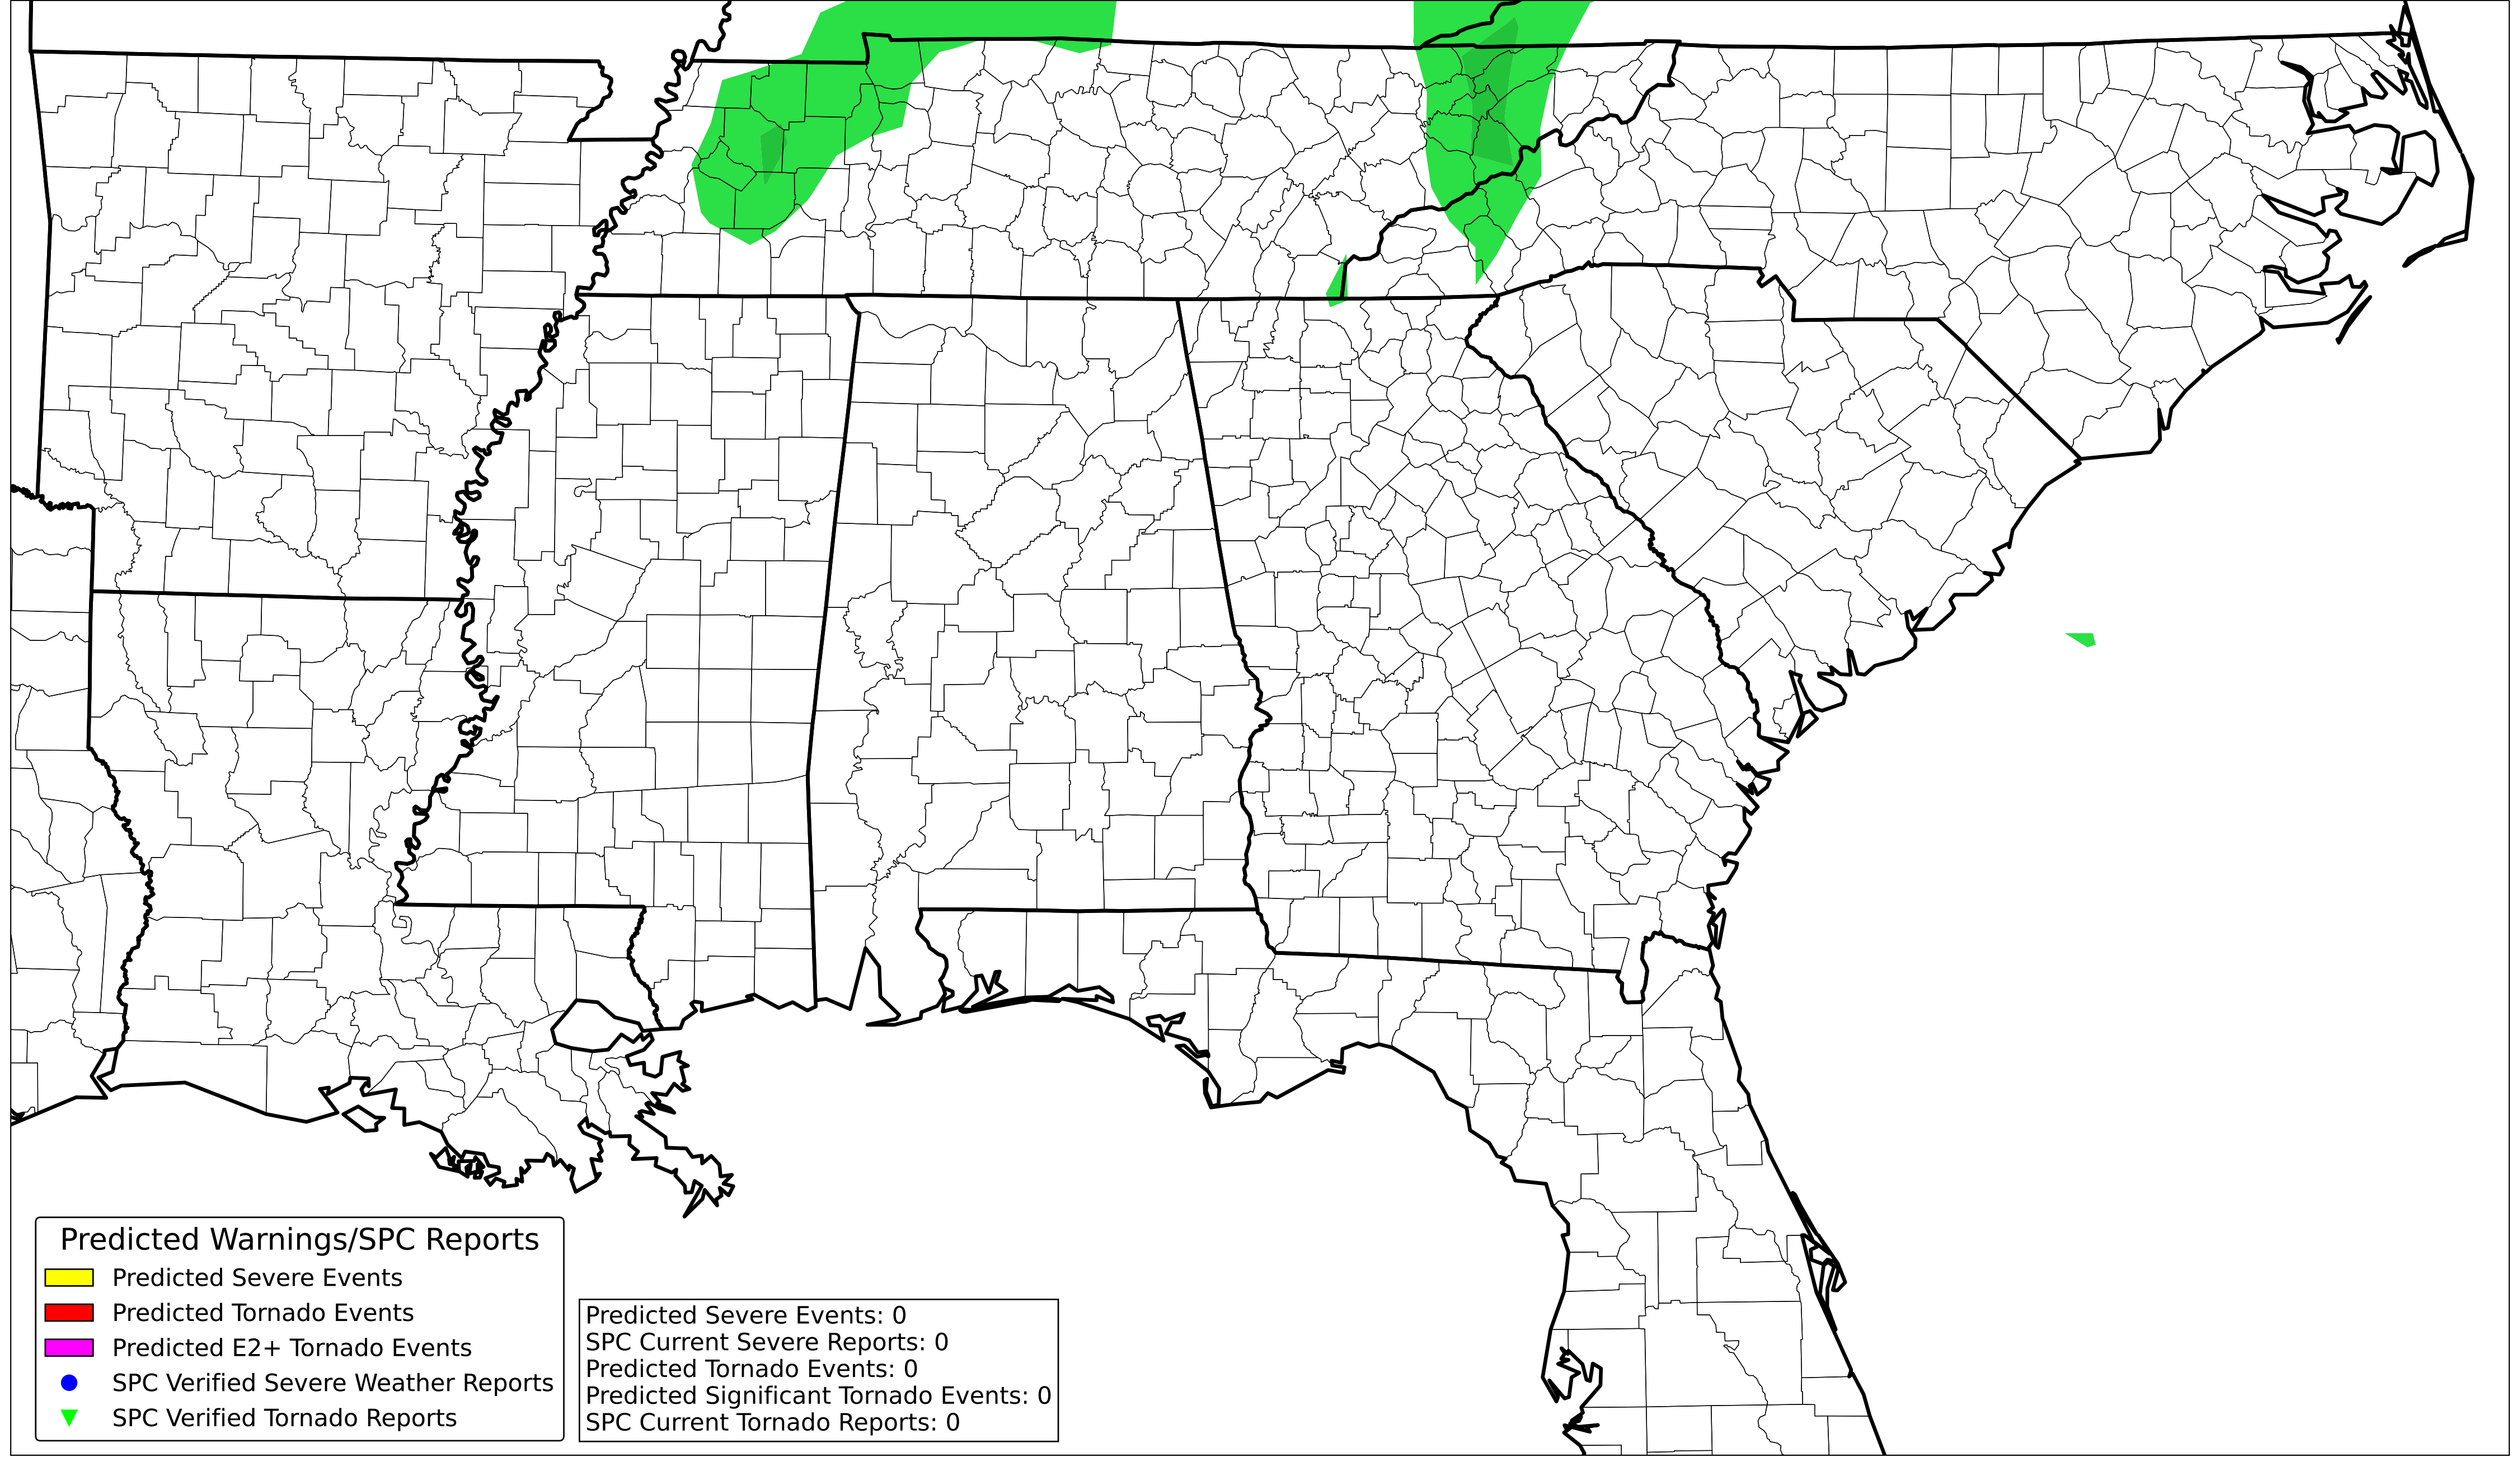 Predicted Warnings/SPC Reports
Predicted Severe Events
Predicted Tornado Events
Predicted E2+ Tornado Events
SPC Verified Severe Weather Reports
SPC Verified Tornado Reports
Predicted Severe Events: 0
SPC Current Severe Reports: 0
Predicted Tornado Events: 0
Predicted Significant Tornado Events: 0
SPC Current Tornado Reports: 0